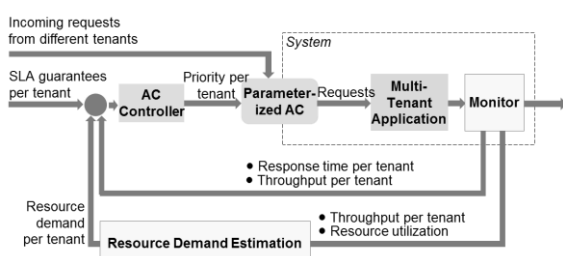 Incoming requests
from different tenants
System
SLA guarantees
per tenant
AC
Controller
Priority per
tenant
Parameter-
ized AC
Requests
Multi-
Tenant
Application
Monitor
● Response time per tenant
● Throughput per tenant
Resource
demand
per tenant
● Throughput per tenant
● Resource utilization
Resource Demand Estimation